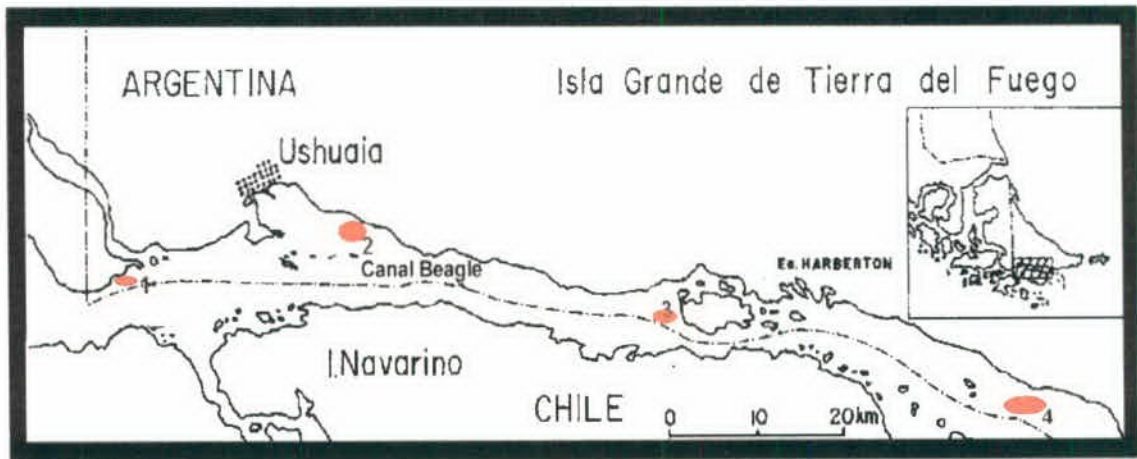 ARGENTINA
Isla Grande de Tierra del Fuego
Ushuaia
2
Canal Beagle
Es. HARBERTON
1
3
I. Navarino
CHILE
0 10 20km
4